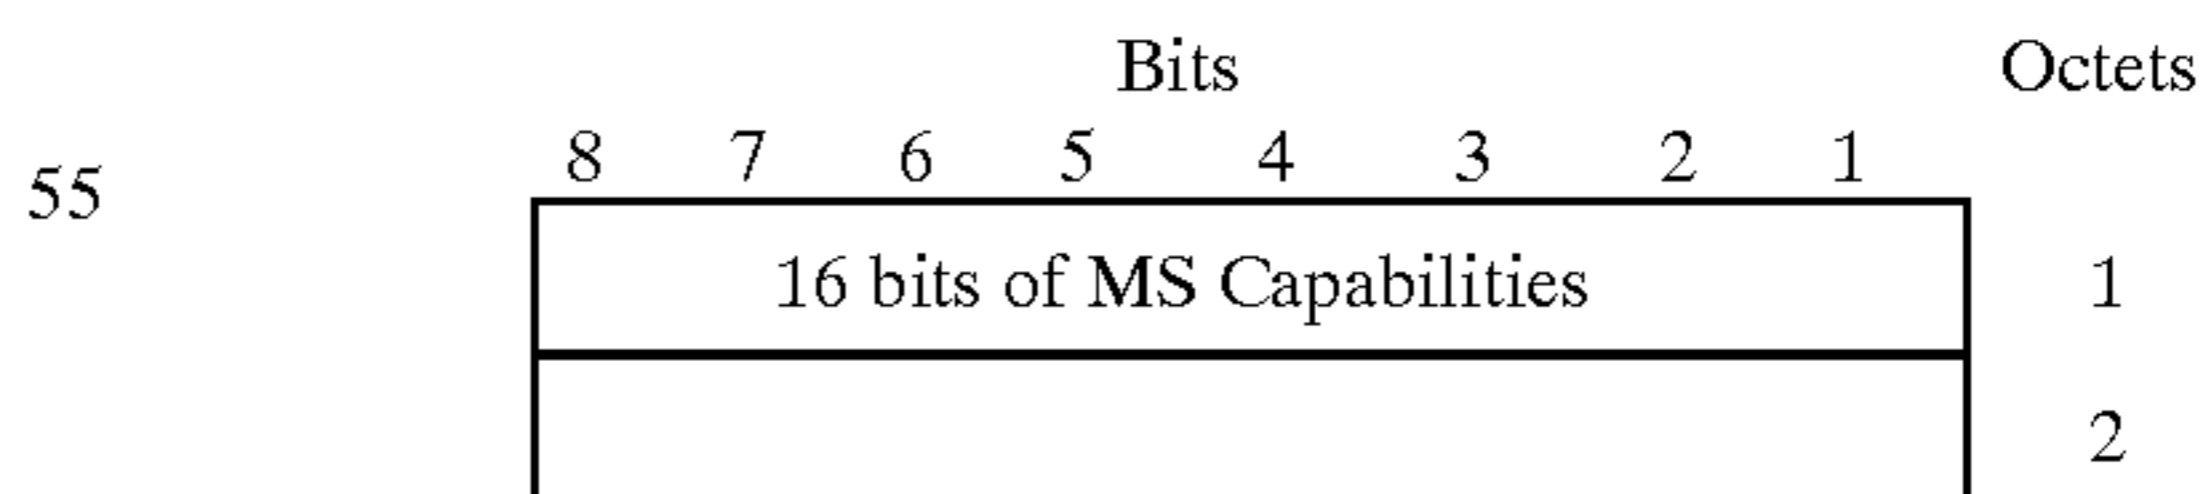 Bits Octets
8 7 6 5 4 3 2 1
55
16 bits of MS Capabilities 1
2